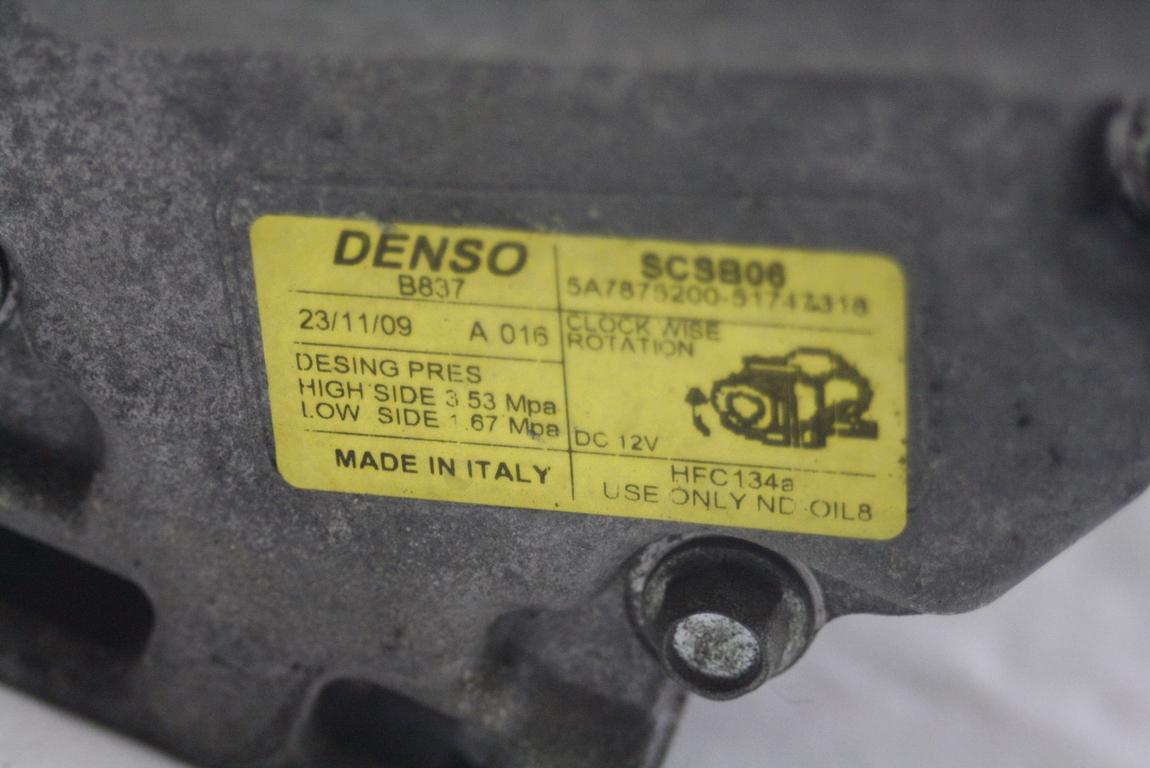 DENSO
B837
SCSB06
5A7875200-51747318
23/11/09 A 016
CLOCK WISE
ROTATION
DESING PRES
HIGH SIDE 3.53 Mpa
LOW SIDE 1.67 Mpa
DC 12V
MADE IN ITALY
HFC134a
USE ONLY ND-OIL8